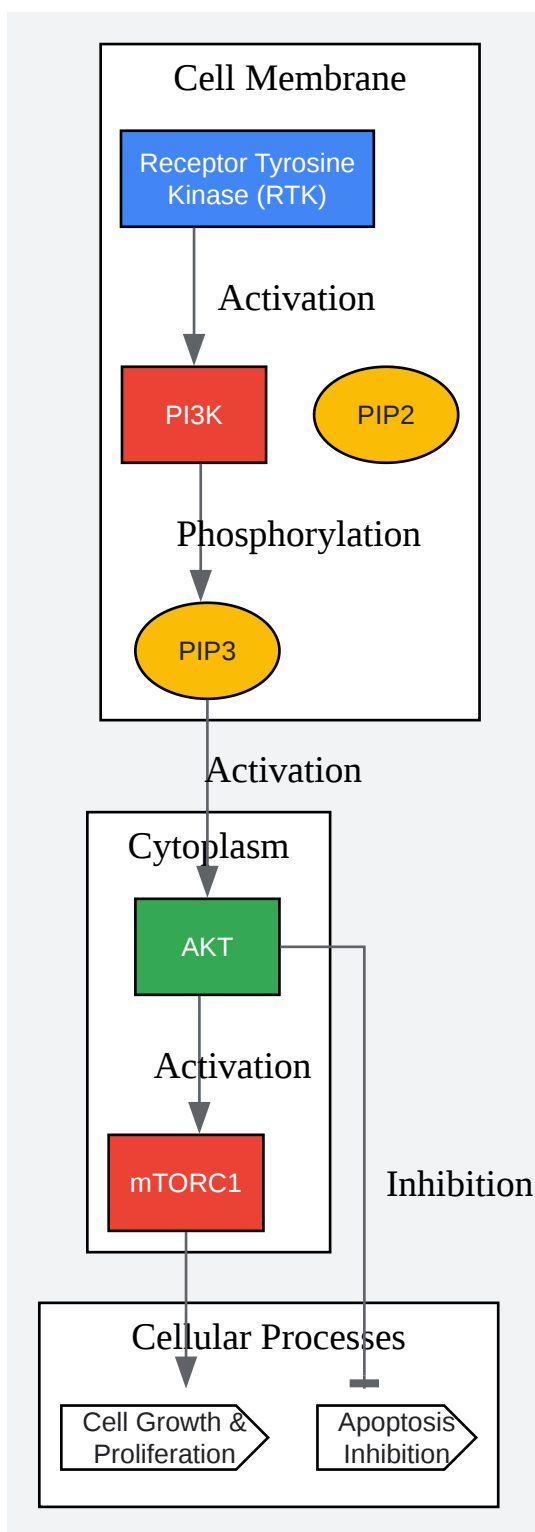 Cell Membrane
Receptor Tyrosine
Kinase (RTK)
Activation
PI3K
PIP2
Phosphorylation
PIP3
Activation
Cytoplasm
AKT
Activation
mTORC1
Inhibition
Cellular Processes
Cell Growth &
Proliferation
Apoptosis
Inhibition